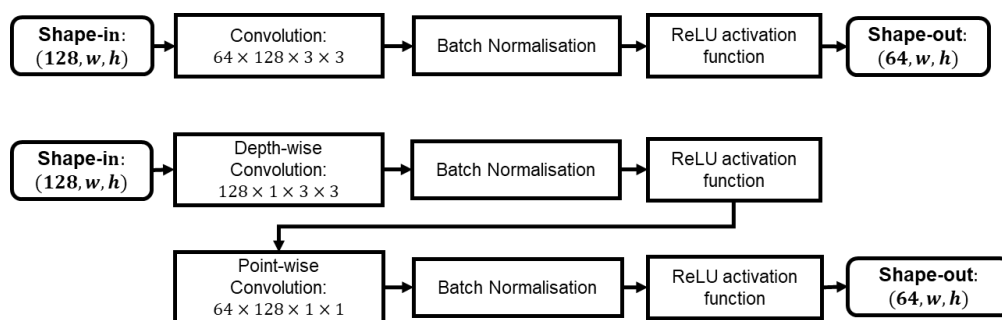 Shape-in:
(128, w, h)
Convolution:
64 × 128 × 3 × 3
Batch Normalisation
ReLU activation
function
Shape-out:
(64, w, h)
Shape-in:
(128, w, h)
Depth-wise
Convolution:
128 × 1 × 3 × 3
Batch Normalisation
ReLU activation
function
Point-wise
Convolution:
64 × 128 × 1 × 1
Batch Normalisation
ReLU activation
function
Shape-out:
(64, w, h)